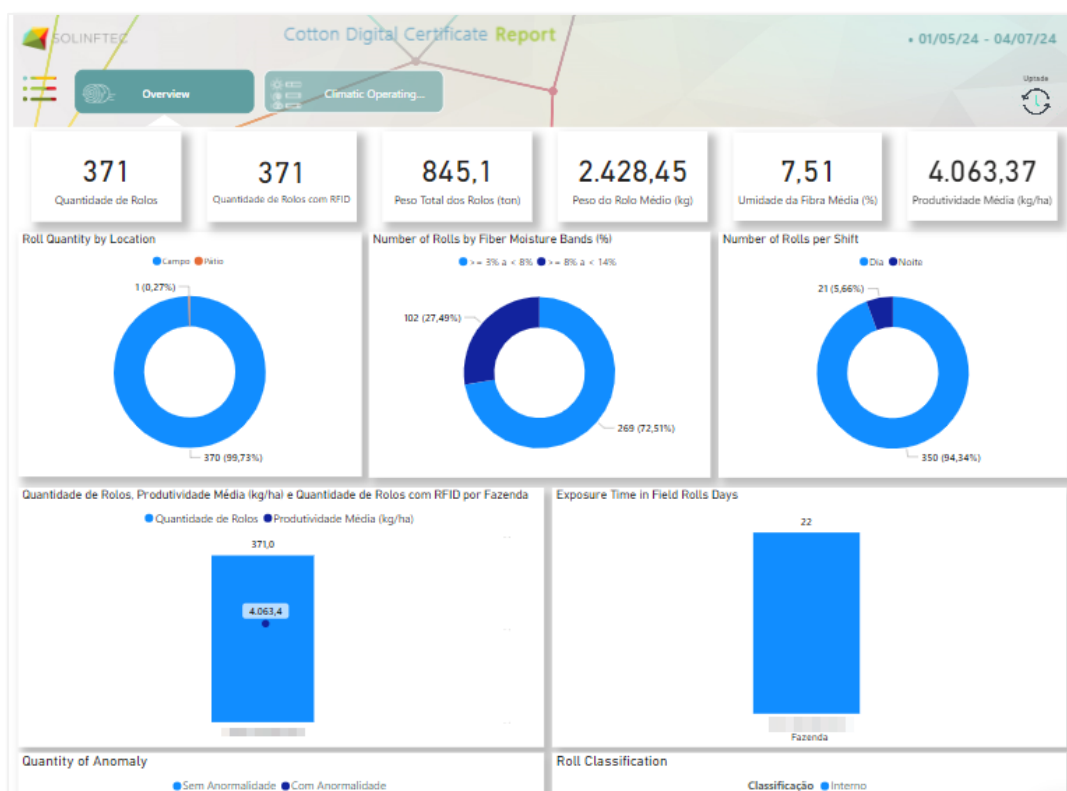 SOLINFTEC
Cotton Digital Certificate Report
• 01/05/24 - 04/07/24
Overview
Climatic Operating...
Uptade
371
Quantidade de Rolos
371
Quantidade de Rolos com RFID
845,1
Peso Total dos Rolos (ton)
2.428,45
Peso do Rolo Médio (kg)
7,51
Umidade da Fibra Média (%)
4.063,37
Produtividade Média (kg/ha)
Roll Quantity by Location
Campo Pátio
1 (0,27%)
370 (99,73%)
Number of Rolls by Fiber Moisture Bands (%)
>= 3% a < 8% >= 8% a < 14%
102 (27,49%)
269 (72,51%)
Number of Rolls per Shift
Dia Noite
21 (5,66%)
350 (94,34%)
Quantidade de Rolos, Produtividade Média (kg/ha) e Quantidade de Rolos com RFID por Fazenda
Quantidade de Rolos Produtividade Média (kg/ha)
371,0
4.063,4
Exposure Time in Field Rolls Days
22
Fazenda
Quantity of Anomaly
Sem Anormalidade Com Anormalidade
Roll Classification
Classificação Interno